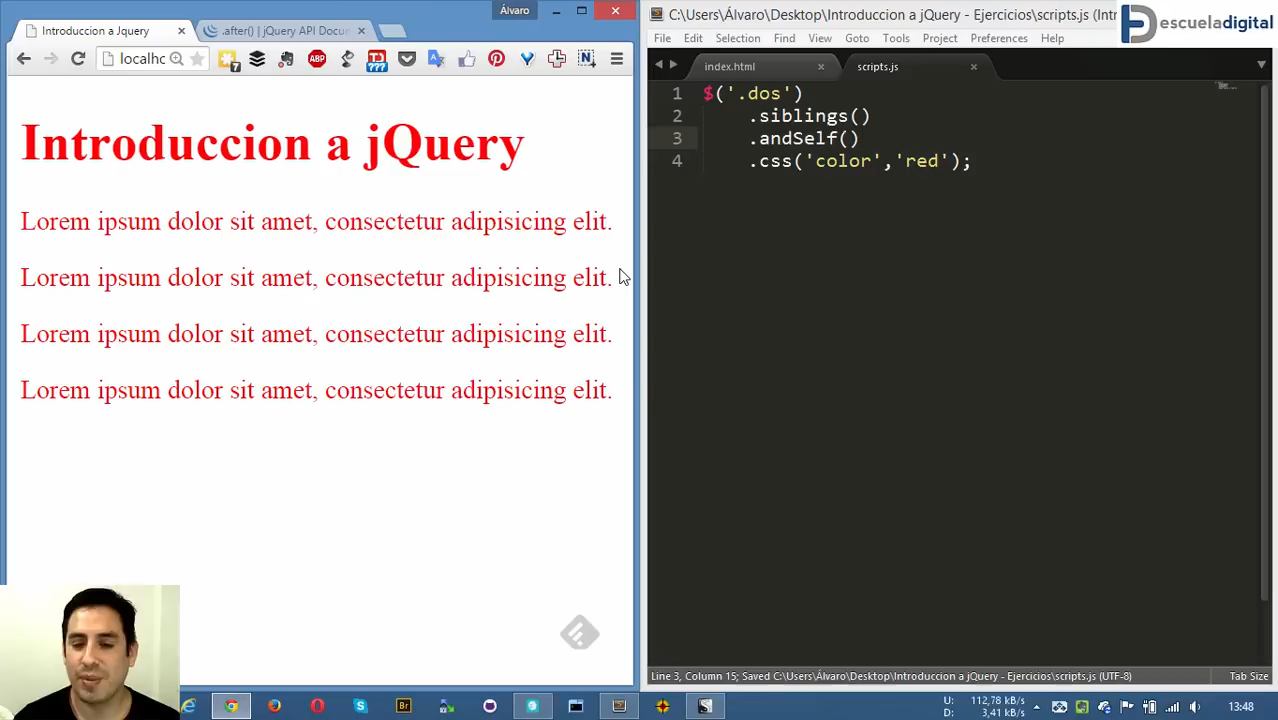 Álvaro
Introduccion a Jquery
.after() | jQuery API Docum
localhc
7
ABP
???
N
Introduccion a jQuery
Lorem ipsum dolor sit amet, consectetur adipisicing elit.
Lorem ipsum dolor sit amet, consectetur adipisicing elit.
Lorem ipsum dolor sit amet, consectetur adipisicing elit.
Lorem ipsum dolor sit amet, consectetur adipisicing elit.
C:\Users\Álvaro\Desktop\Introduccion a jQuery - Ejercicios\scripts.js (Intr
escueladigital
File Edit Selection Find View Goto Tools Project Preferences Help
index.html
scripts.js
1 $('.dos')
2 .siblings()
3 .andSelf()
4 .css('color','red');
Line 3, Column 15; Saved C:\Users\Álvaro\Desktop\Introduccion a jQuery - Ejercicios\scripts.js (UTF-8)
Tab Size
Br
U: 112,78 kB/s
D: 3,41 kB/s
13:48